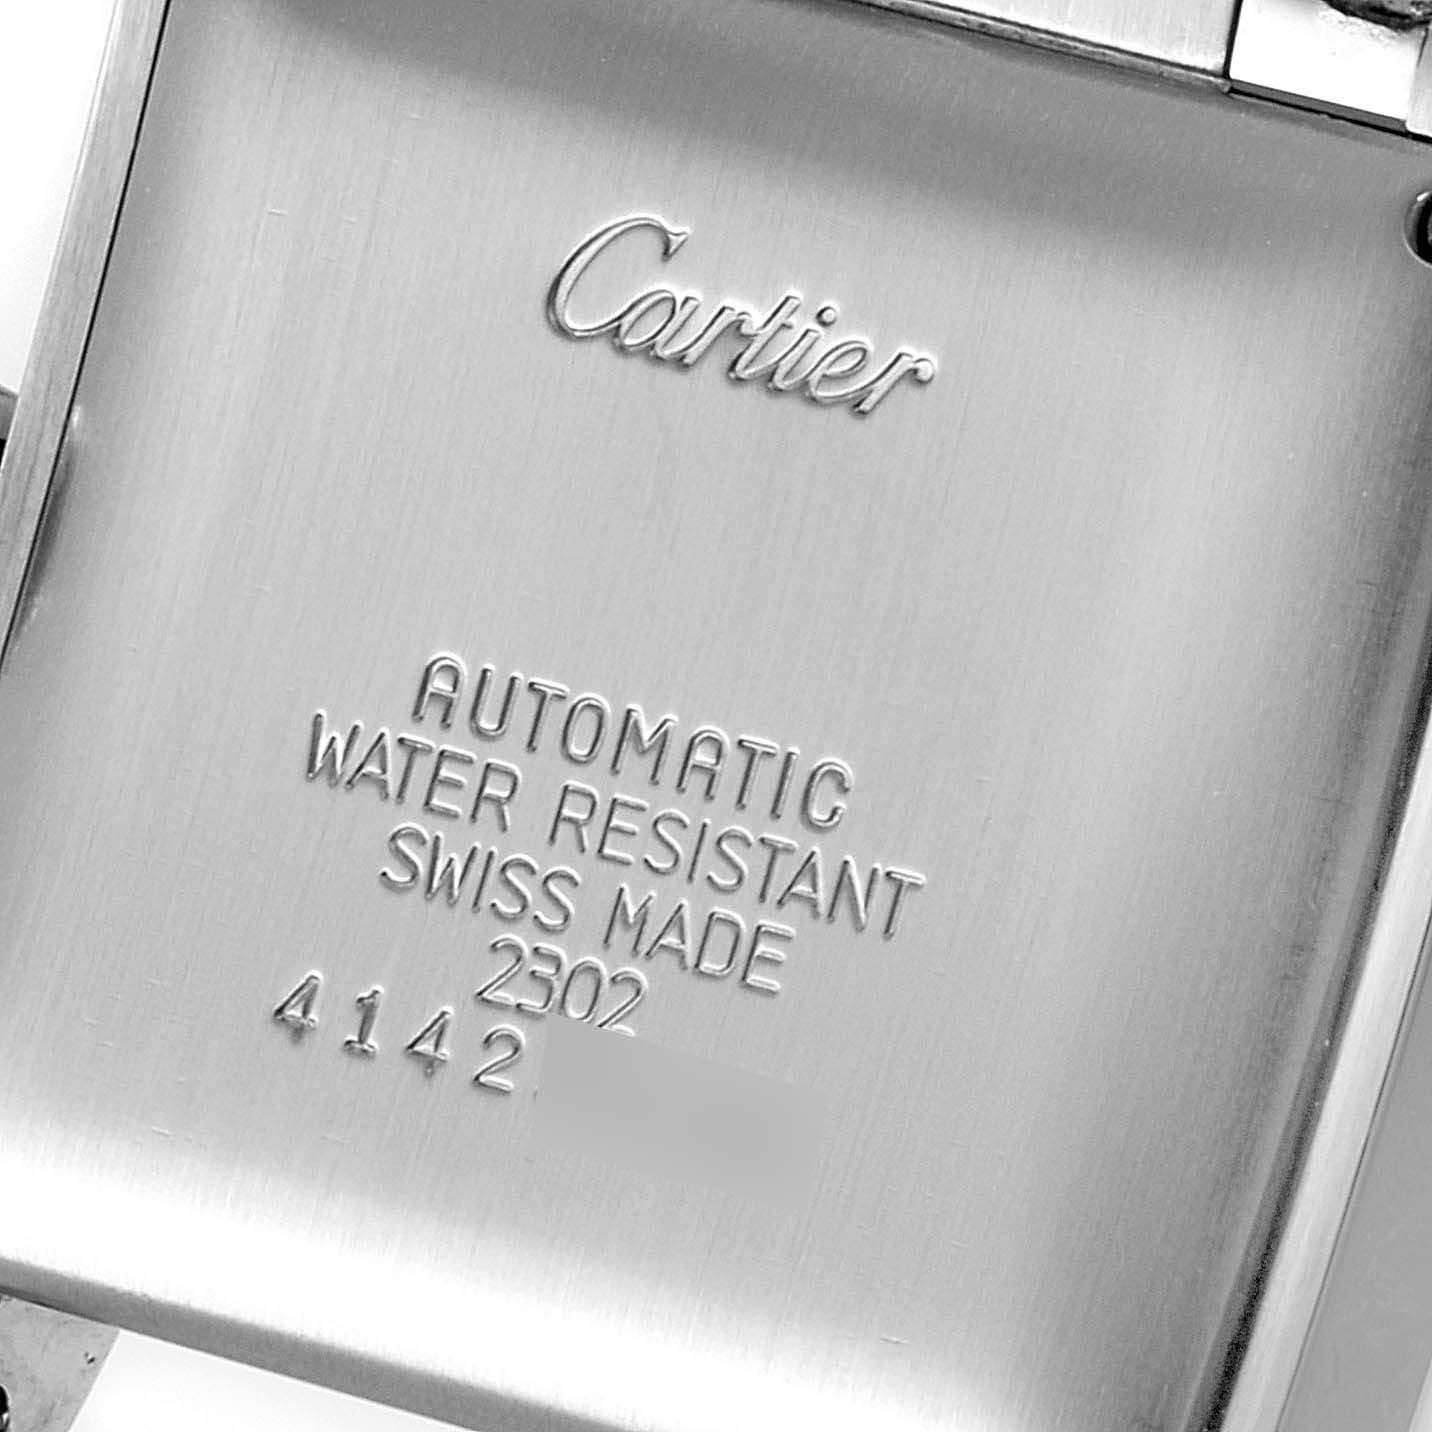 Cartier
AUTOMATIC
WATER RESISTANT
SWISS MADE
2302
4142